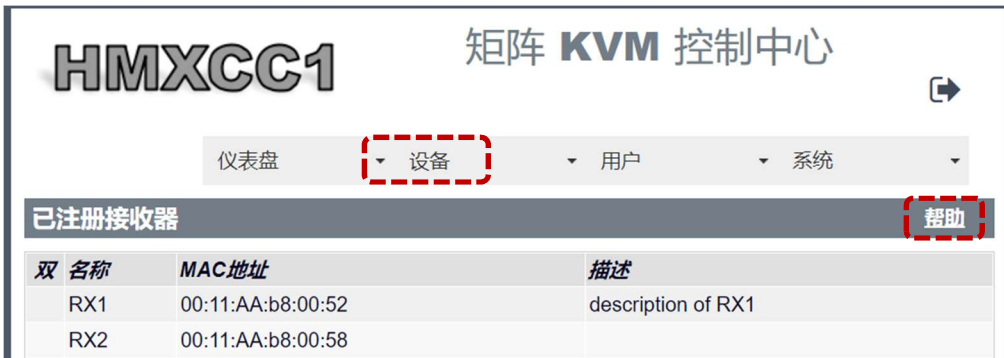 HMXCC1
矩阵 KVM 控制中心
仪表盘 设备 用户 系统
已注册接收器 帮助
双 名称 MAC地址 描述
RX1 00:11:AA:b8:00:52 description of RX1
RX2 00:11:AA:b8:00:58